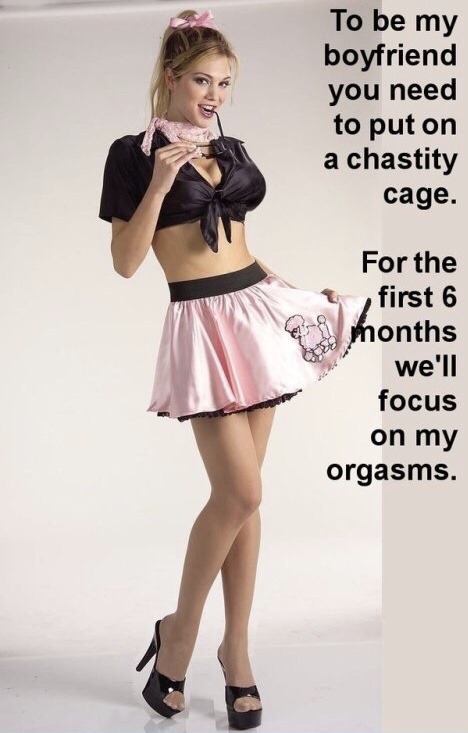 To be my
boyfriend
you need
to put on
a chastity
cage.
For the
first 6
months
we'll
focus
on my
orgasms.